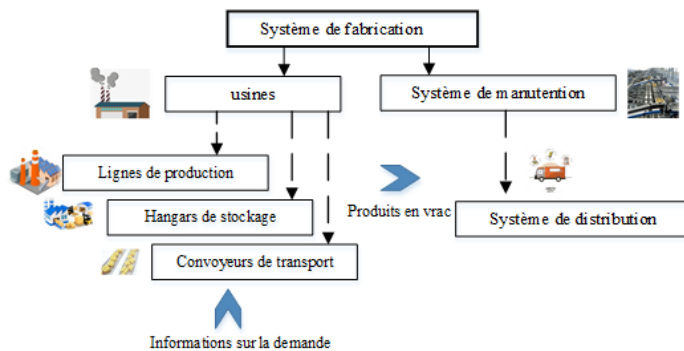 Système de fabrication
usines
Système de manutention
Lignes de production
Hangars de stockage
Produits en vrac
Système de distribution
Convoyeurs de transport
Informations sur la demande